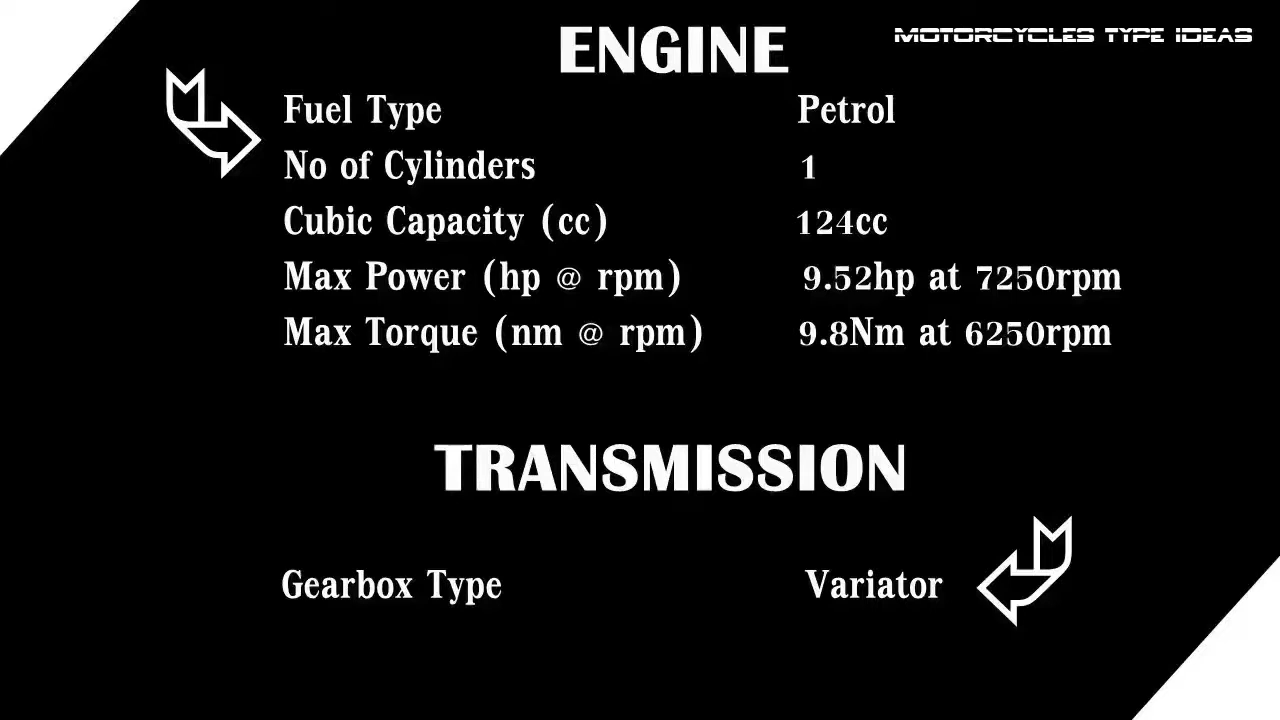 ENGINE
MOTORCYCLES TYPE IDEAS
Fuel Type Petrol
No of Cylinders 1
Cubic Capacity (cc) 124cc
Max Power (hp @ rpm) 9.52hp at 7250rpm
Max Torque (nm @ rpm) 9.8Nm at 6250rpm
TRANSMISSION
Gearbox Type Variator